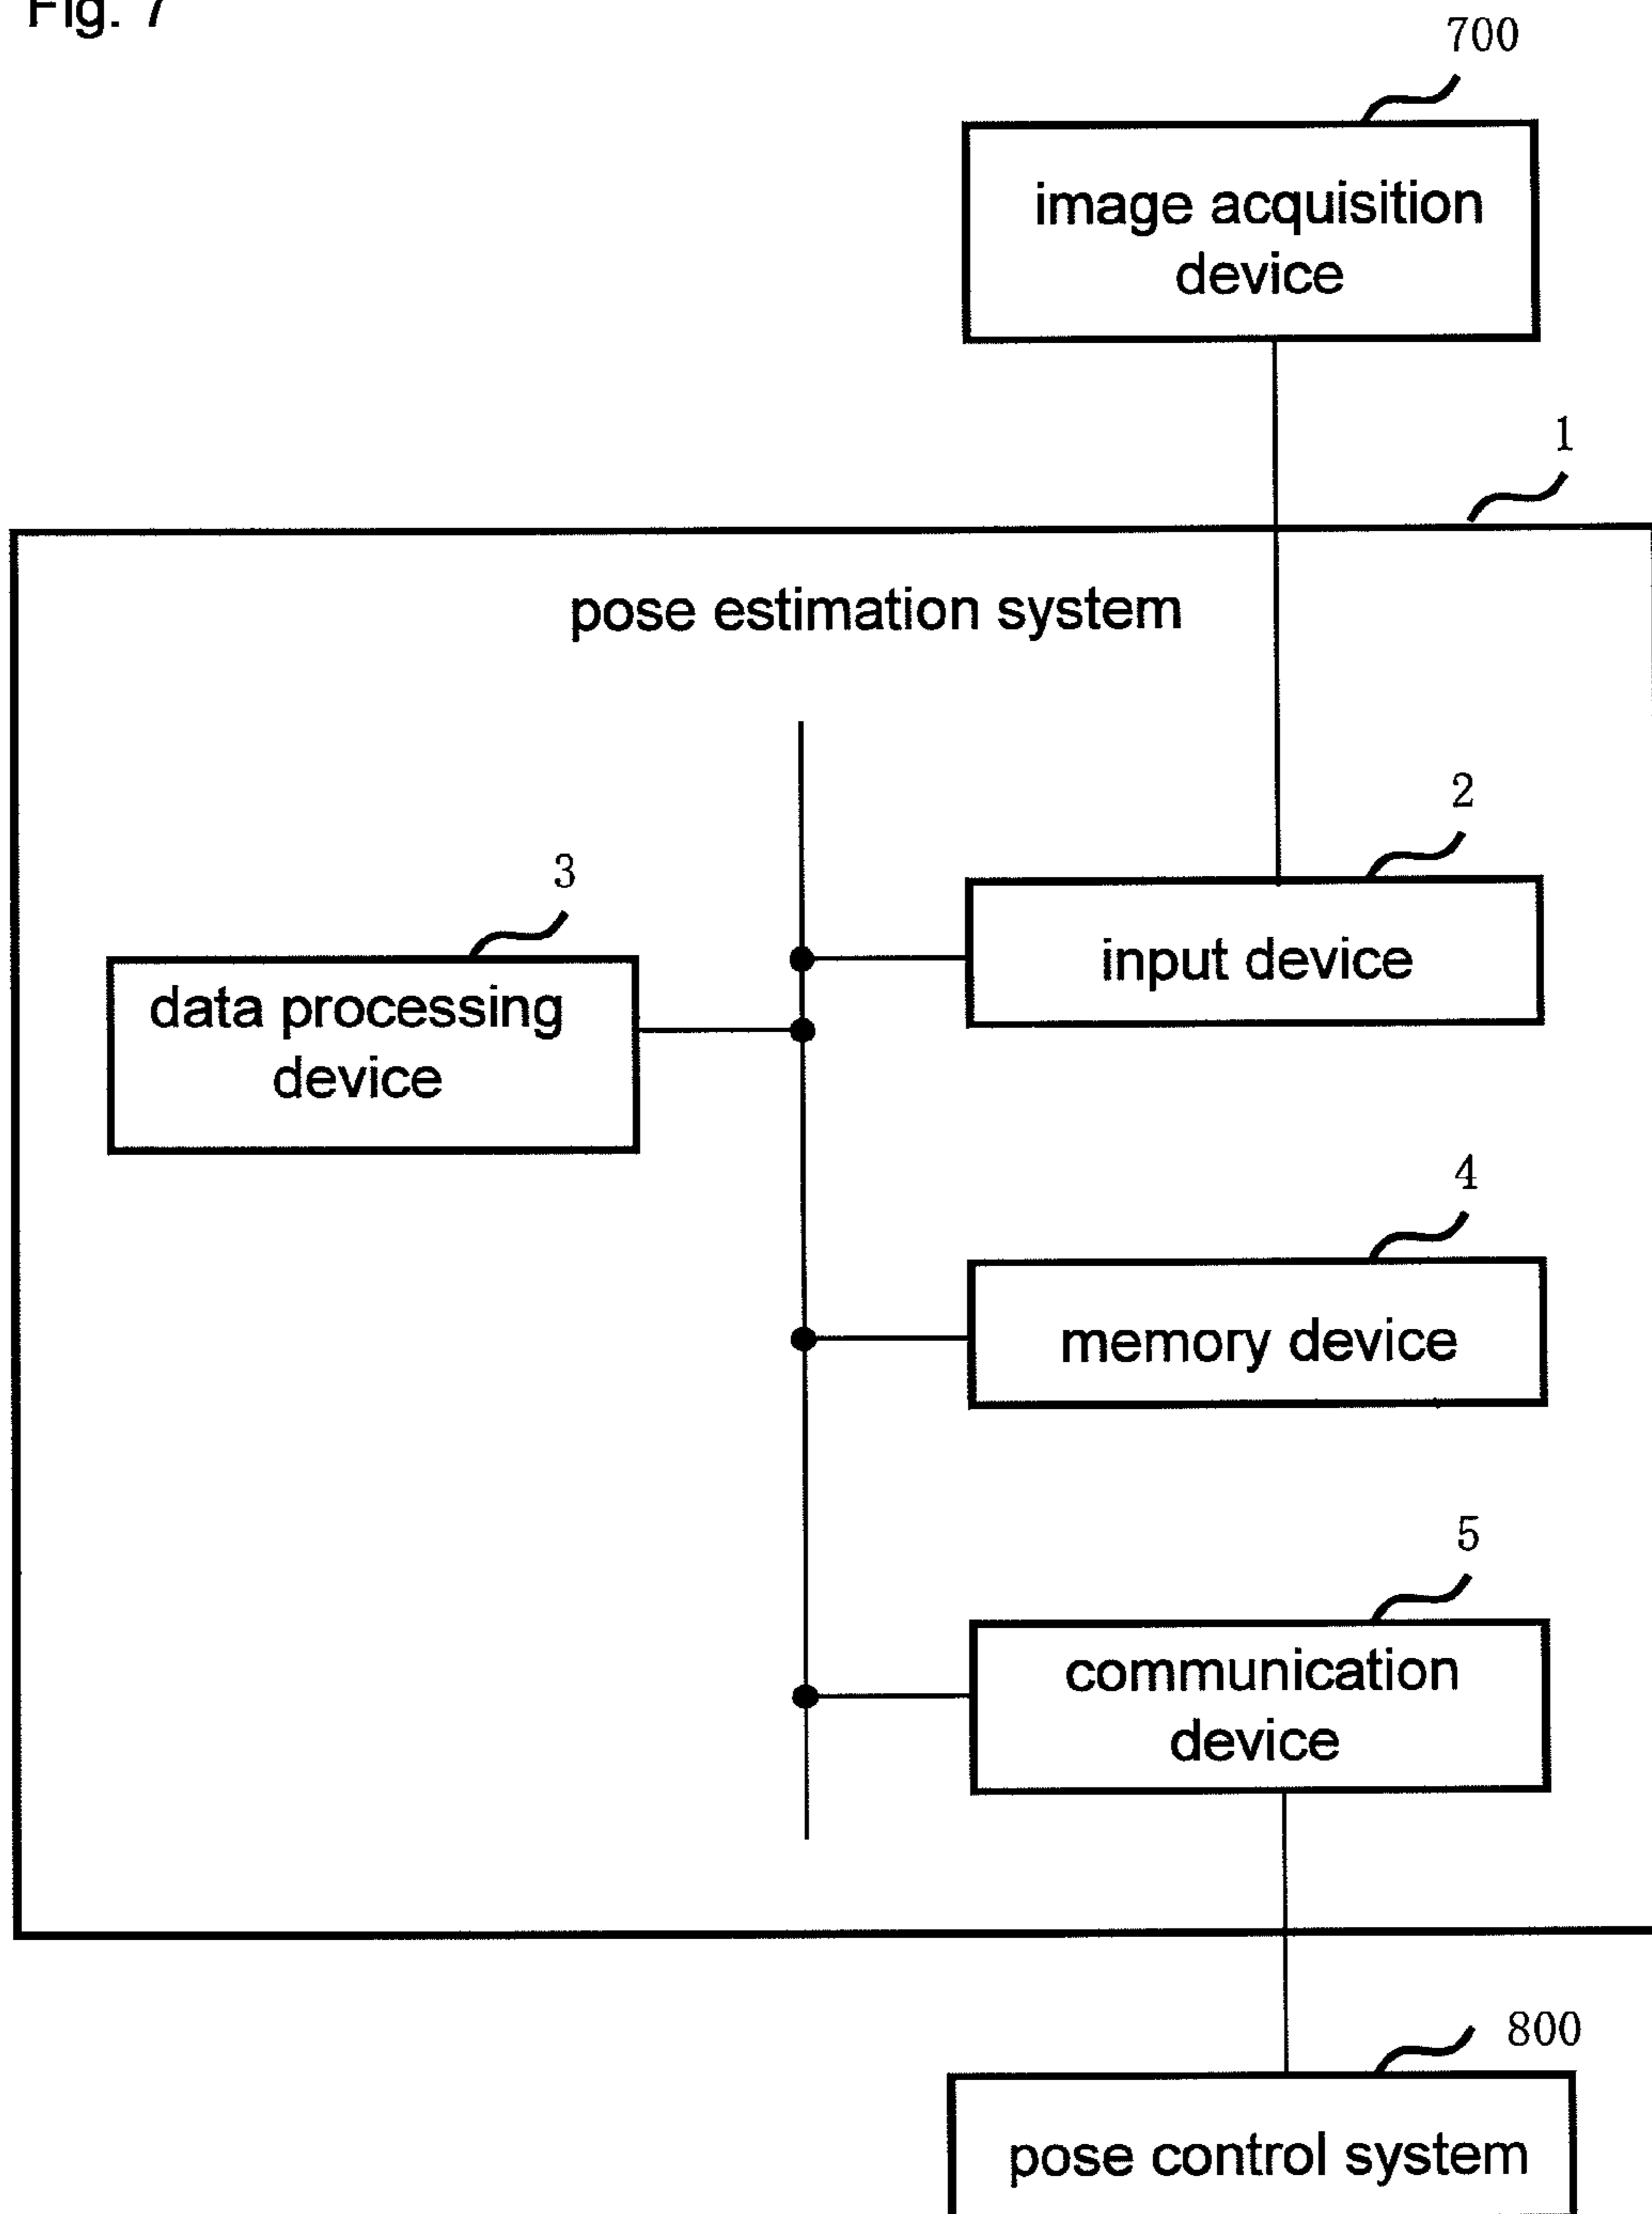 Fig. 7
700
image acquisition
device
1
pose estimation system
2
input device
3
data processing
device
4
memory device
5
communication
device
800
pose control system